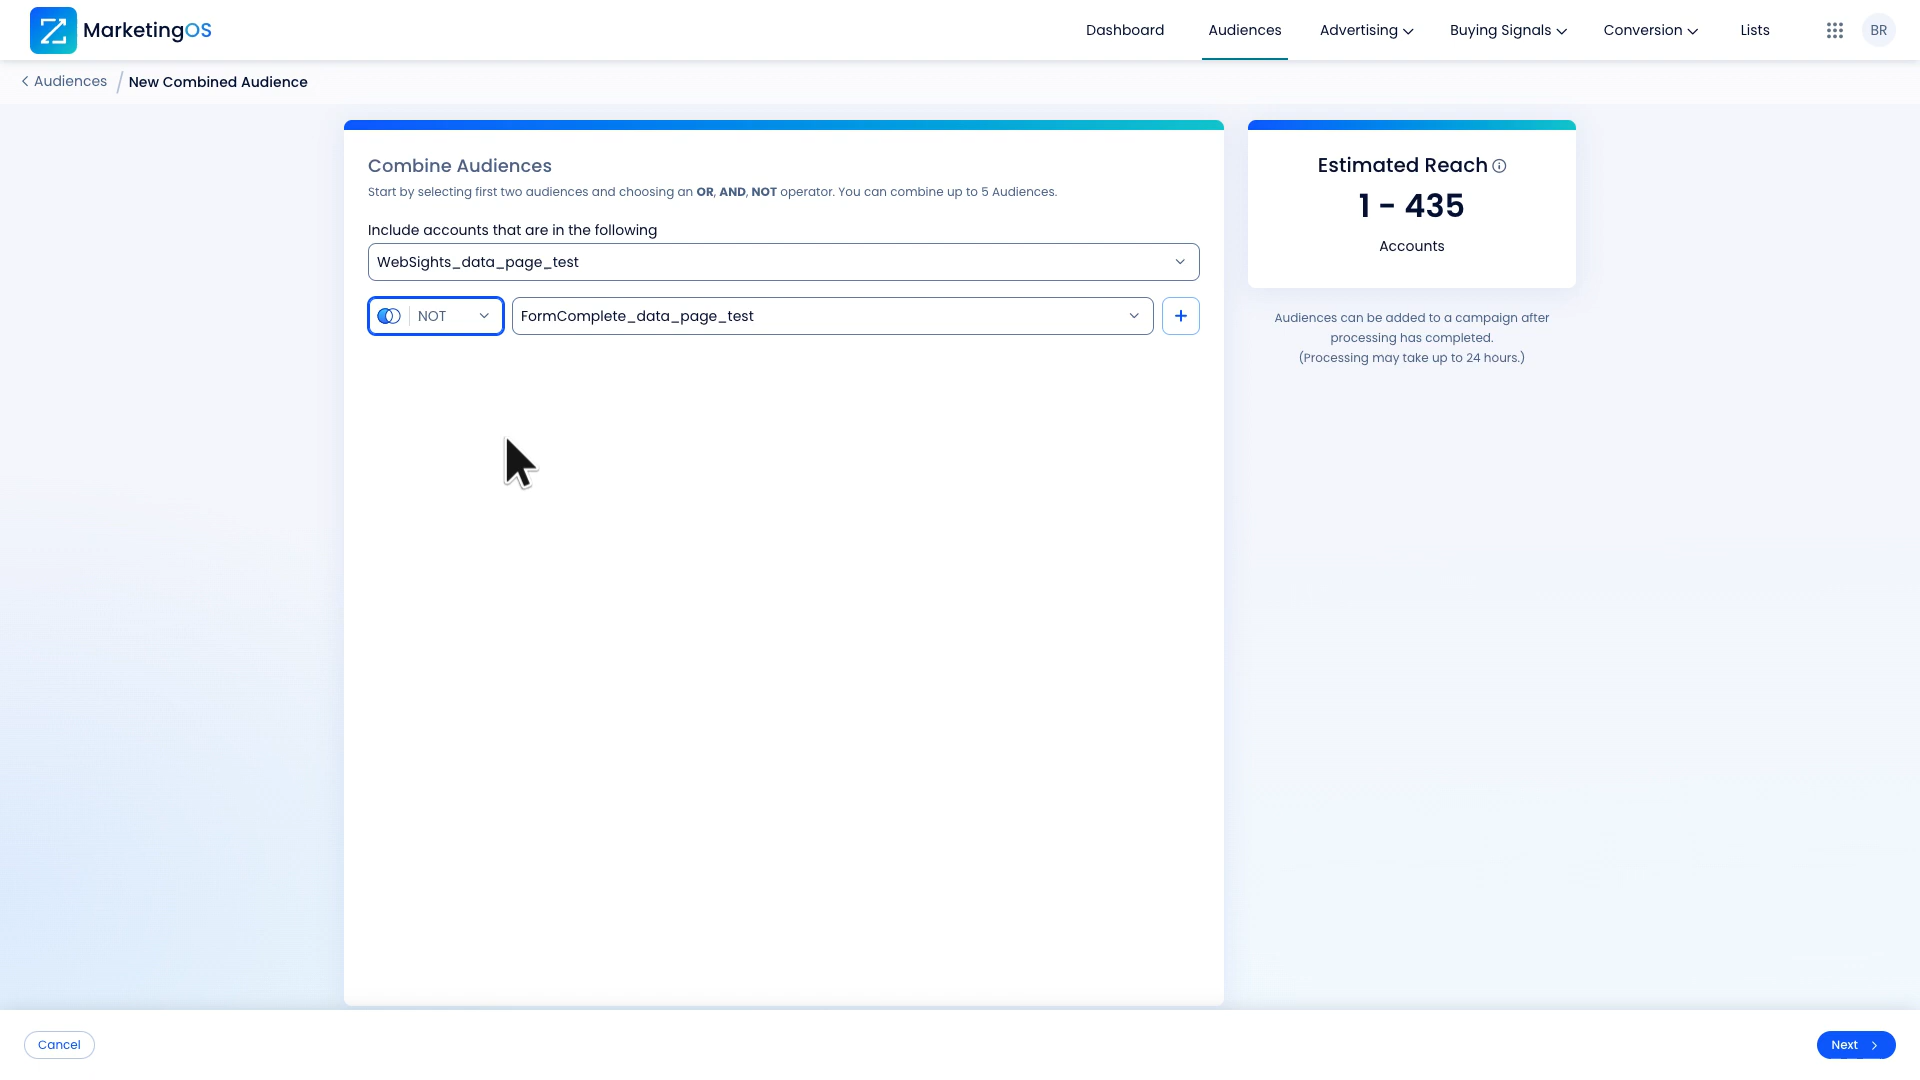 MarketingOS
Dashboard
Audiences
Advertising
Buying Signals
Conversion
Lists
BR
Audiences / New Combined Audience
Combine Audiences
Start by selecting first two audiences and choosing an OR, AND, NOT operator. You can combine up to 5 Audiences.
Include accounts that are in the following
WebSights_data_page_test
NOT
FormComplete_data_page_test
+
Estimated Reach
1 - 435
Accounts
Audiences can be added to a campaign after
processing has completed.
(Processing may take up to 24 hours.)
Cancel
Next